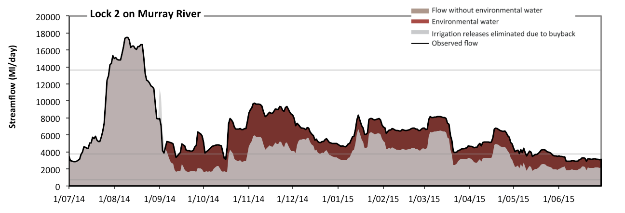 Lock 2 on Murray River
Flow without environmental water
Environmental water
Irrigation releases eliminated due to buyback
Observed flow
Streamflow (Ml/day)
20000
18000
16000
14000
12000
10000
8000
6000
4000
2000
0
1/07/14 1/08/14 1/09/14 1/10/14 1/11/14 1/12/14 1/01/15 1/02/15 1/03/15 1/04/15 1/05/15 1/06/15